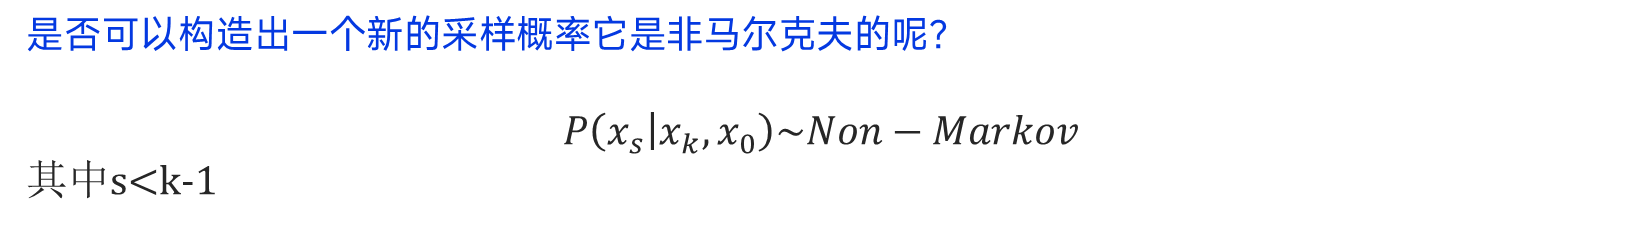 是否可以构造出一个新的采样概率它是非马尔克夫的呢？
P(x_s|x_k, x_0)~Non − Markov
其中s<k-1